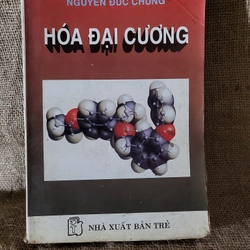 NGUYỄN ĐỨC CHUNG
HÓA ĐẠI CƯƠNG
NHÀ XUẤT BẢN TRẺ